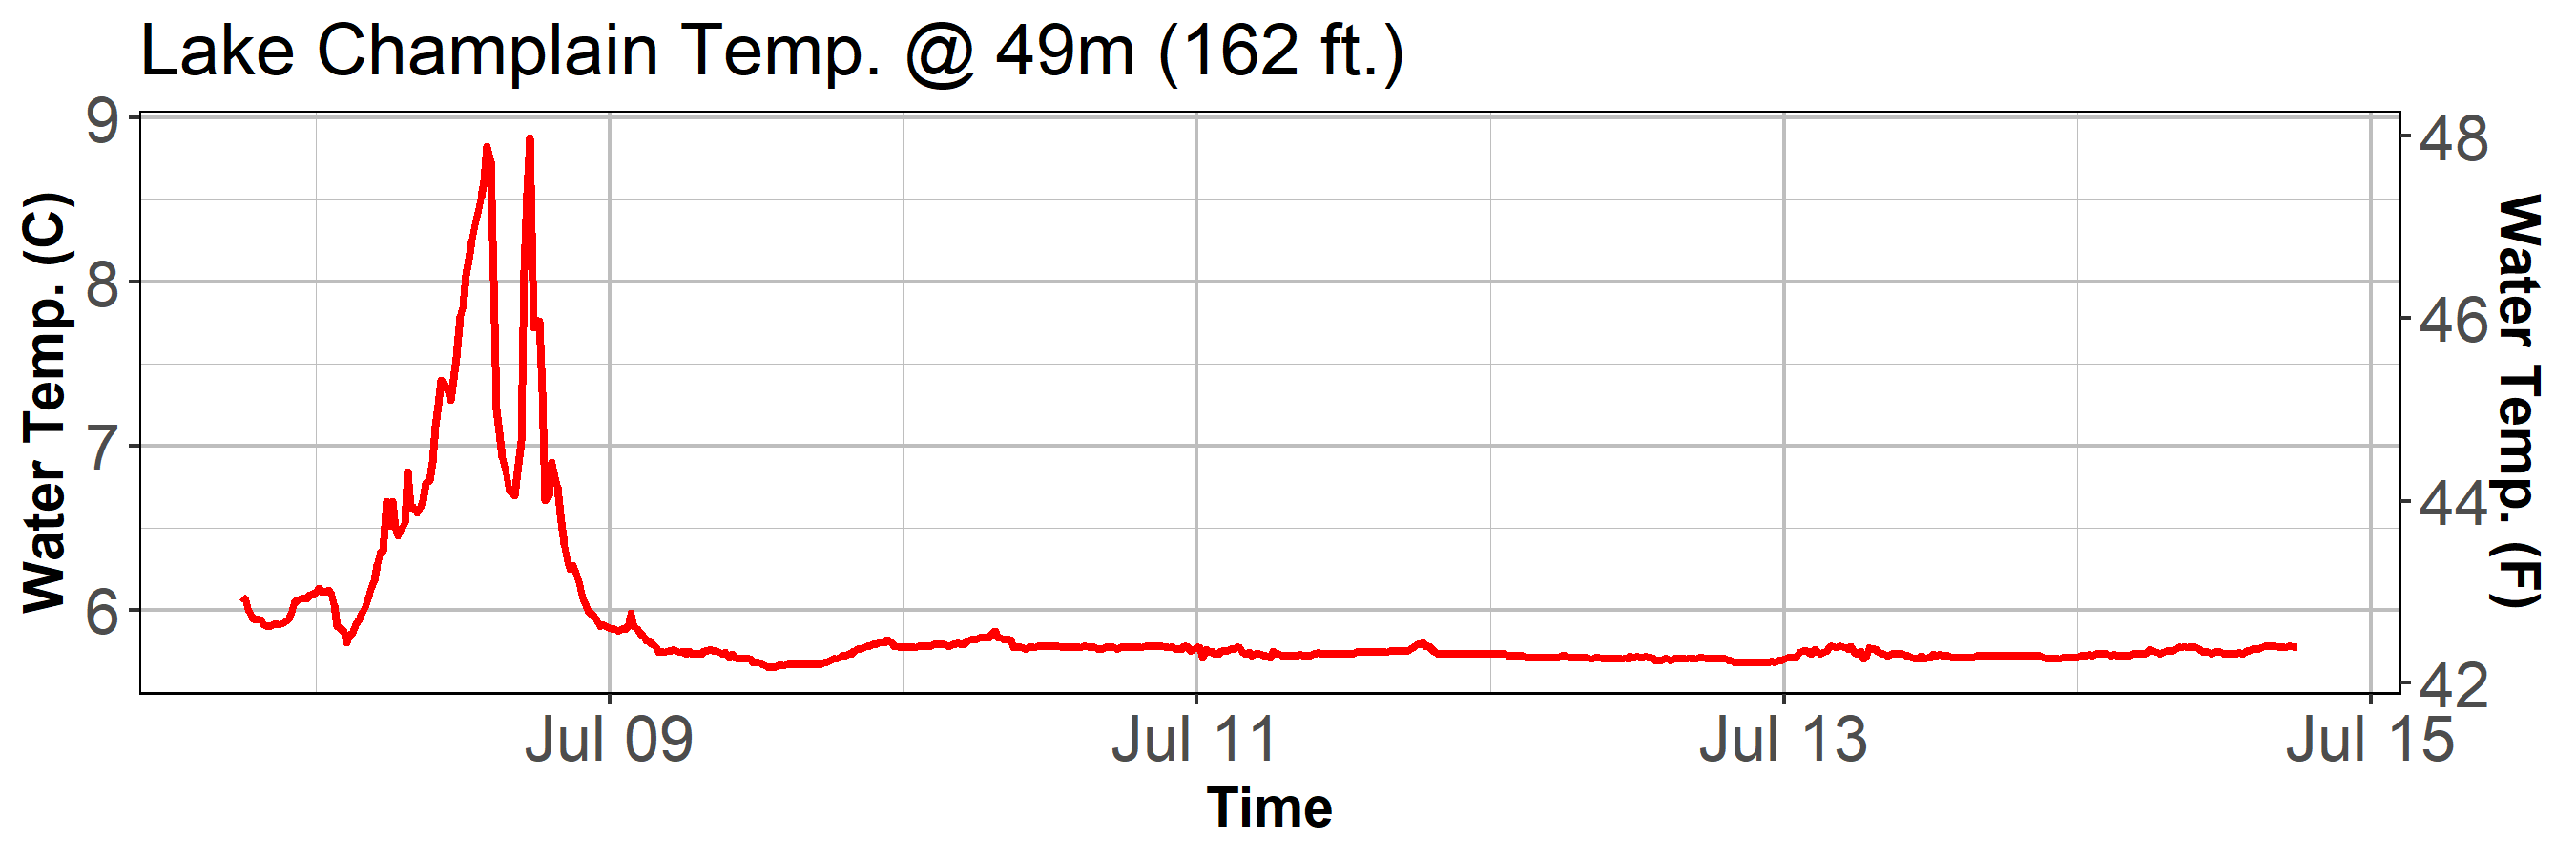 Lake Champlain Temp. @ 49m (162 ft.)
Water Temp. (C)
9
8
7
6
48
46
44
42
Water Temp. (F)
Jul 09
Jul 11
Jul 13
Jul 15
Time